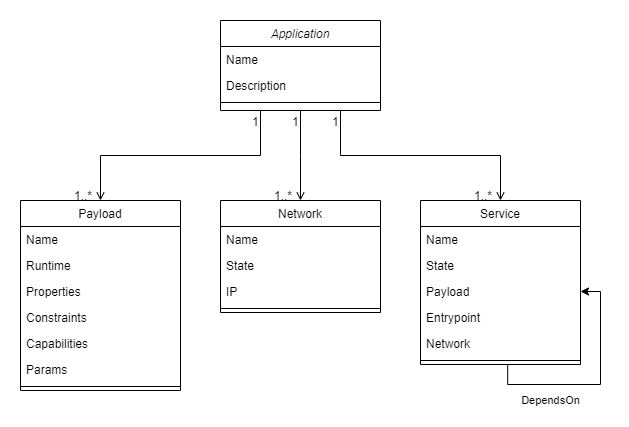 Application
Name
Description
1
1
1
1..*
1..*
1..*
Payload
Name
Runtime
Properties
Constraints
Capabilities
Params
Network
Name
State
IP
Service
Name
State
Payload
Entrypoint
Network
DependsOn